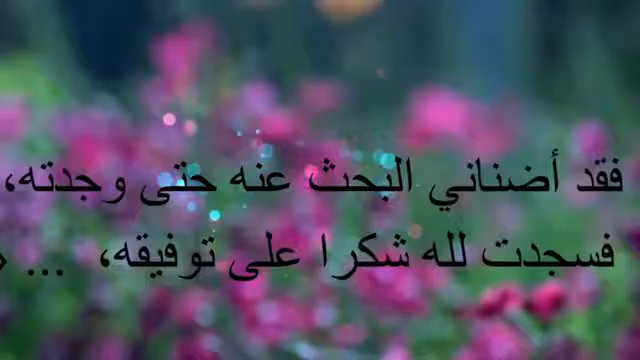 فقد أضناني البحث عنه حتى وجدته،
فسجدت لله شكرا على توفيقه، ...